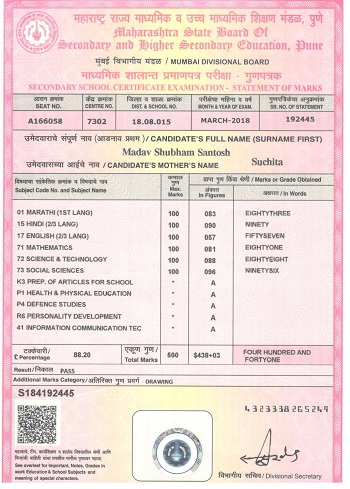 महाराष्ट्र राज्य माध्यमिक व उच्च माध्यमिक शिक्षण मंडळ, पुणे
Maharashtra State Board Of
Secondary and Higher Secondary Education, Pune
मुंबई विभागीय मंडळ / MUMBAI DIVISIONAL BOARD
माध्यमिक शालान्त प्रमाणपत्र परीक्षा - गुणपत्रक
SECONDARY SCHOOL CERTIFICATE EXAMINATION - STATEMENT OF MARKS
आसन क्रमांक केंद्र क्रमांक जिल्हा व शाळा क्रमांक परीक्षेचा महिना व वर्ष गुणपत्रिकेचा अनुक्रमांक
SEAT NO. CENTRE NO. DIST & SCHOOL NO. MONTH & YEAR OF EXAM. SR. NO. OF STATEMENT
A166058 7302 18.08.015 MARCH-2018 192445
उमेदवाराचे संपूर्ण नाव (आडनाव प्रथम) / CANDIDATE'S FULL NAME (SURNAME FIRST)
Madav Shubham Santosh
उमेदवाराच्या आईचे नाव / CANDIDATE'S MOTHER'S NAME Suchita
विषयाचा सांकेतिक क्रमांक व विषयाचे नाव
Subject Code No. and Subject Name
कमाल गुण Max. Marks
प्राप्त गुण किंवा श्रेणी / Marks or Grade Obtained
अंकात In Figures
अक्षरात / In Words
01 MARATHI (1ST LANG) 100 083 EIGHTYTHREE
15 HINDI (2/3 LANG) 100 090 NINETY
17 ENGLISH (2/3 LANG) 100 057 FIFTYSEVEN
71 MATHEMATICS 100 081 EIGHTYONE
72 SCIENCE & TECHNOLOGY 100 088 EIGHTYEIGHT
73 SOCIAL SCIENCES 100 096 NINETYSIX
K3 PREP. OF ARTICLES FOR SCHOOL * A
P1 HEALTH & PHYSICAL EDUCATION * A
P4 DEFENCE STUDIES * A
R6 PERSONALITY DEVELOPMENT * A
41 INFORMATION COMMUNICATION TEC * A
टक्केवारी/ एकूण गुण/ FOUR HUNDRED AND
£ Percentage 88.20 Total Marks 500 $438+03 FORTYONE
Result/निकाल PASS
Additional Marks Category/अतिरिक्त गुण प्रवर्ग DRAWING
S184192445
4323338265249
See overleaf for Important, Notes, Grades in
work Education & School Subjects and
meaning of special characters.
विभागीय सचिव / Divisional Secretary